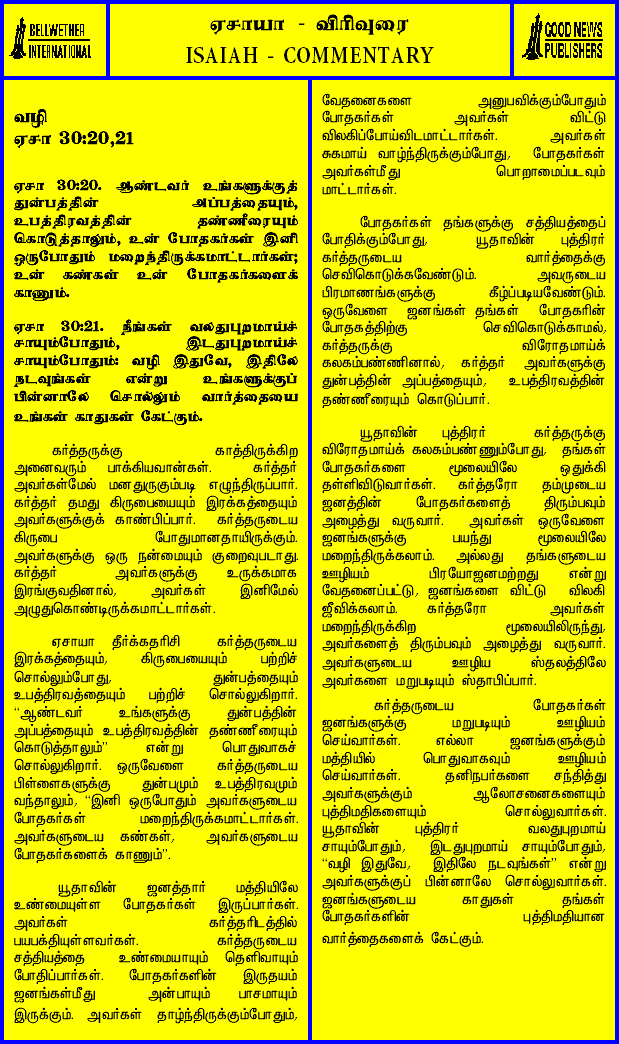 BELLWETHER
INTERNATIONAL
ஏசாயா - விரிவுரை
ISAIAH - COMMENTARY
GOOD NEWS
PUBLISHERS
வழி
ஏசா 30:20,21
ஏசா 30:20. ஆண்டவர் உங்களுக்குத்
துன்பத்தின் அப்பத்தையும்,
உபத்திரவத்தின் தண்ணீரையும்
கொடுத்தாலும், உன் போதகர்கள் இனி
ஒருபோதும் மறைந்திருக்கமாட்டார்கள்;
உன் கண்கள் உன் போதகர்களைக்
காணும்.
ஏசா 30:21. நீங்கள் வலதுபுறமாய்ச்
சாயும்போதும், இடதுபுறமாய்ச்
சாயும்போதும்: வழி இதுவே, இதிலே
நடவுங்கள் என்று உங்களுக்குப்
பின்னாலே சொல்லும் வார்த்தையை
உங்கள் காதுகள் கேட்கும்.
கர்த்தருக்கு காத்திருக்கிற
அனைவரும் பாக்கியவான்கள். கர்த்தர்
அவர்கள்மேல் மனதுருகும்படி எழுந்திருப்பார்.
கர்த்தர் தமது கிருபையையும் இரக்கத்தையும்
அவர்களுக்குக் காண்பிப்பார். கர்த்தருடைய
கிருபை போதுமானதாயிருக்கும்.
அவர்களுக்கு ஒரு நன்மையும் குறைவுபடாது.
கர்த்தர் அவர்களுக்கு உருக்கமாக
இரங்குவதினால், அவர்கள் இனிமேல்
அழுதுகொண்டிருக்கமாட்டார்கள்.
ஏசாயா தீர்க்கதரிசி கர்த்தருடைய
இரக்கத்தையும், கிருபையையும் பற்றிச்
சொல்லும்போது, துன்பத்தையும்
உபத்திரவத்தையும் பற்றிச் சொல்லுகிறார்.
“ஆண்டவர் உங்களுக்கு துன்பத்தின்
அப்பத்தையும் உபத்திரவத்தின் தண்ணீரையும்
கொடுத்தாலும்” என்று பொதுவாகச்
சொல்லுகிறார். ஒருவேளை கர்த்தருடைய
பிள்ளைகளுக்கு துன்பமும் உபத்திரவமும்
வந்தாலும், “இனி ஒருபோதும் அவர்களுடைய
போதகர்கள் மறைந்திருக்கமாட்டார்கள்.
அவர்களுடைய கண்கள், அவர்களுடைய
போதகர்களைக் காணும்”.
யூதாவின் ஜனத்தார் மத்தியிலே
உண்மையுள்ள போதகர்கள் இருப்பார்கள்.
அவர்கள் கர்த்தரிடத்தில்
பயபக்தியுள்ளவர்கள். கர்த்தருடைய
சத்தியத்தை உண்மையாயும் தெளிவாயும்
போதிப்பார்கள். போதகர்களின் இருதயம்
ஜனங்கள்மீது அன்பாயும் பாசமாயும்
இருக்கும். அவர்கள் தாழ்ந்திருக்கும்போதும்,
வேதனைகளை அனுபவிக்கும்போதும்
போதகர்கள் அவர்கள் விட்டு
விலகிப்போய்விடமாட்டார்கள். அவர்கள்
சுகமாய் வாழ்ந்திருக்கும்போது, போதகர்கள்
அவர்கள்மீது பொறாமைப்படவும்
மாட்டார்கள்.
போதகர்கள் தங்களுக்கு சத்தியத்தைப்
போதிக்கும்போது, யூதாவின் புத்திரர்
கர்த்தருடைய வார்த்தைக்கு
செவிகொடுக்கவேண்டும். அவருடைய
பிரமாணங்களுக்கு கீழ்ப்படியவேண்டும்.
ஒருவேளை ஜனங்கள் தங்கள் போதகரின்
போதகத்திற்கு செவிகொடுக்காமல்,
கர்த்தருக்கு விரோதமாய்க்
கலகம்பண்ணினால், கர்த்தர் அவர்களுக்கு
துன்பத்தின் அப்பத்தையும், உபத்திரவத்தின்
தண்ணீரையும் கொடுப்பார்.
யூதாவின் புத்திரர் கர்த்தருக்கு
விரோதமாய்க் கலகம்பண்ணும்போது, தங்கள்
போதகர்களை மூலையிலே ஒதுக்கி
தள்ளிவிடுவார்கள். கர்த்தரோ தம்முடைய
ஜனத்தின் போதகர்களைத் திரும்பவும்
அழைத்து வருவார். அவர்கள் ஒருவேளை
ஜனங்களுக்கு பயந்து மூலையிலே
மறைந்திருக்கலாம். அல்லது தங்களுடைய
ஊழியம் பிரயோஜனமற்றது என்று
வேதனைப்பட்டு, ஜனங்களை விட்டு விலகி
ஜீவிக்கலாம். கர்த்தரோ அவர்கள்
மறைந்திருக்கிற மூலையிலிருந்து,
அவர்களைத் திரும்பவும் அழைத்து வருவார்.
அவர்களுடைய ஊழிய ஸ்தலத்திலே
அவர்களை மறுபடியும் ஸ்தாபிப்பார்.
கர்த்தருடைய போதகர்கள்
ஜனங்களுக்கு மறுபடியும் ஊழியம்
செய்வார்கள். எல்லா ஜனங்களுக்கும்
மத்தியில் பொதுவாகவும் ஊழியம்
செய்வார்கள். தனிநபர்களை சந்தித்து
அவர்களுக்கும் ஆலோசனைகளையும்
புத்திமதிகளையும் சொல்லுவார்கள்.
யூதாவின் புத்திரர் வலதுபுறமாய்
சாயும்போதும், இடதுபுறமாய் சாயும்போதும்,
“வழி இதுவே, இதிலே நடவுங்கள்” என்று
அவர்களுக்குப் பின்னாலே சொல்லுவார்கள்.
ஜனங்களுடைய காதுகள் தங்கள்
போதகர்களின் புத்திமதியான
வார்த்தைகளைக் கேட்கும்.